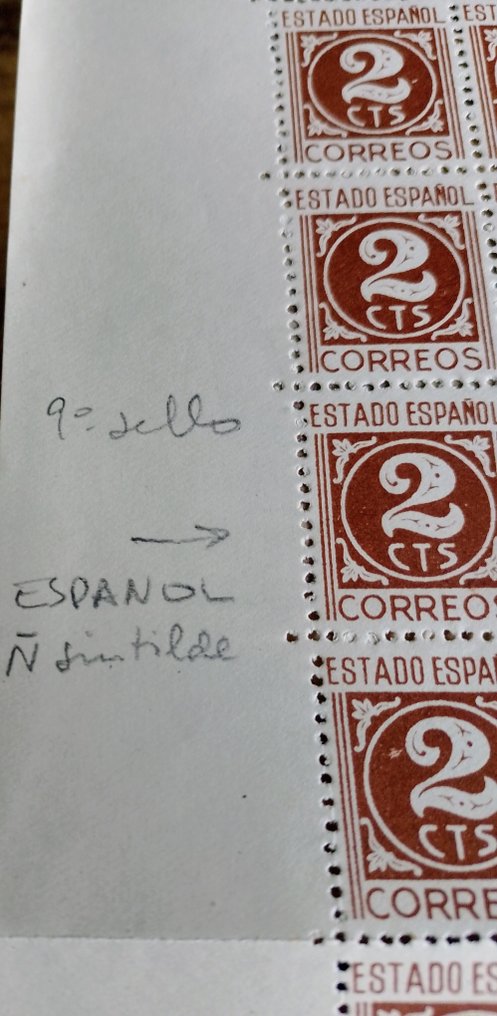 ESTADO ESPAÑOL
2
CTS
CORREOS
ESTADO ESPAÑOL
2
CTS
CORREOS
9º sello
ESTADO ESPAÑOL
2
CTS
CORREOS
→
ESPANOL
Ñ sin tilde
ESTADO ESPAÑ
2
CTS
CORRE
ESTADO ES